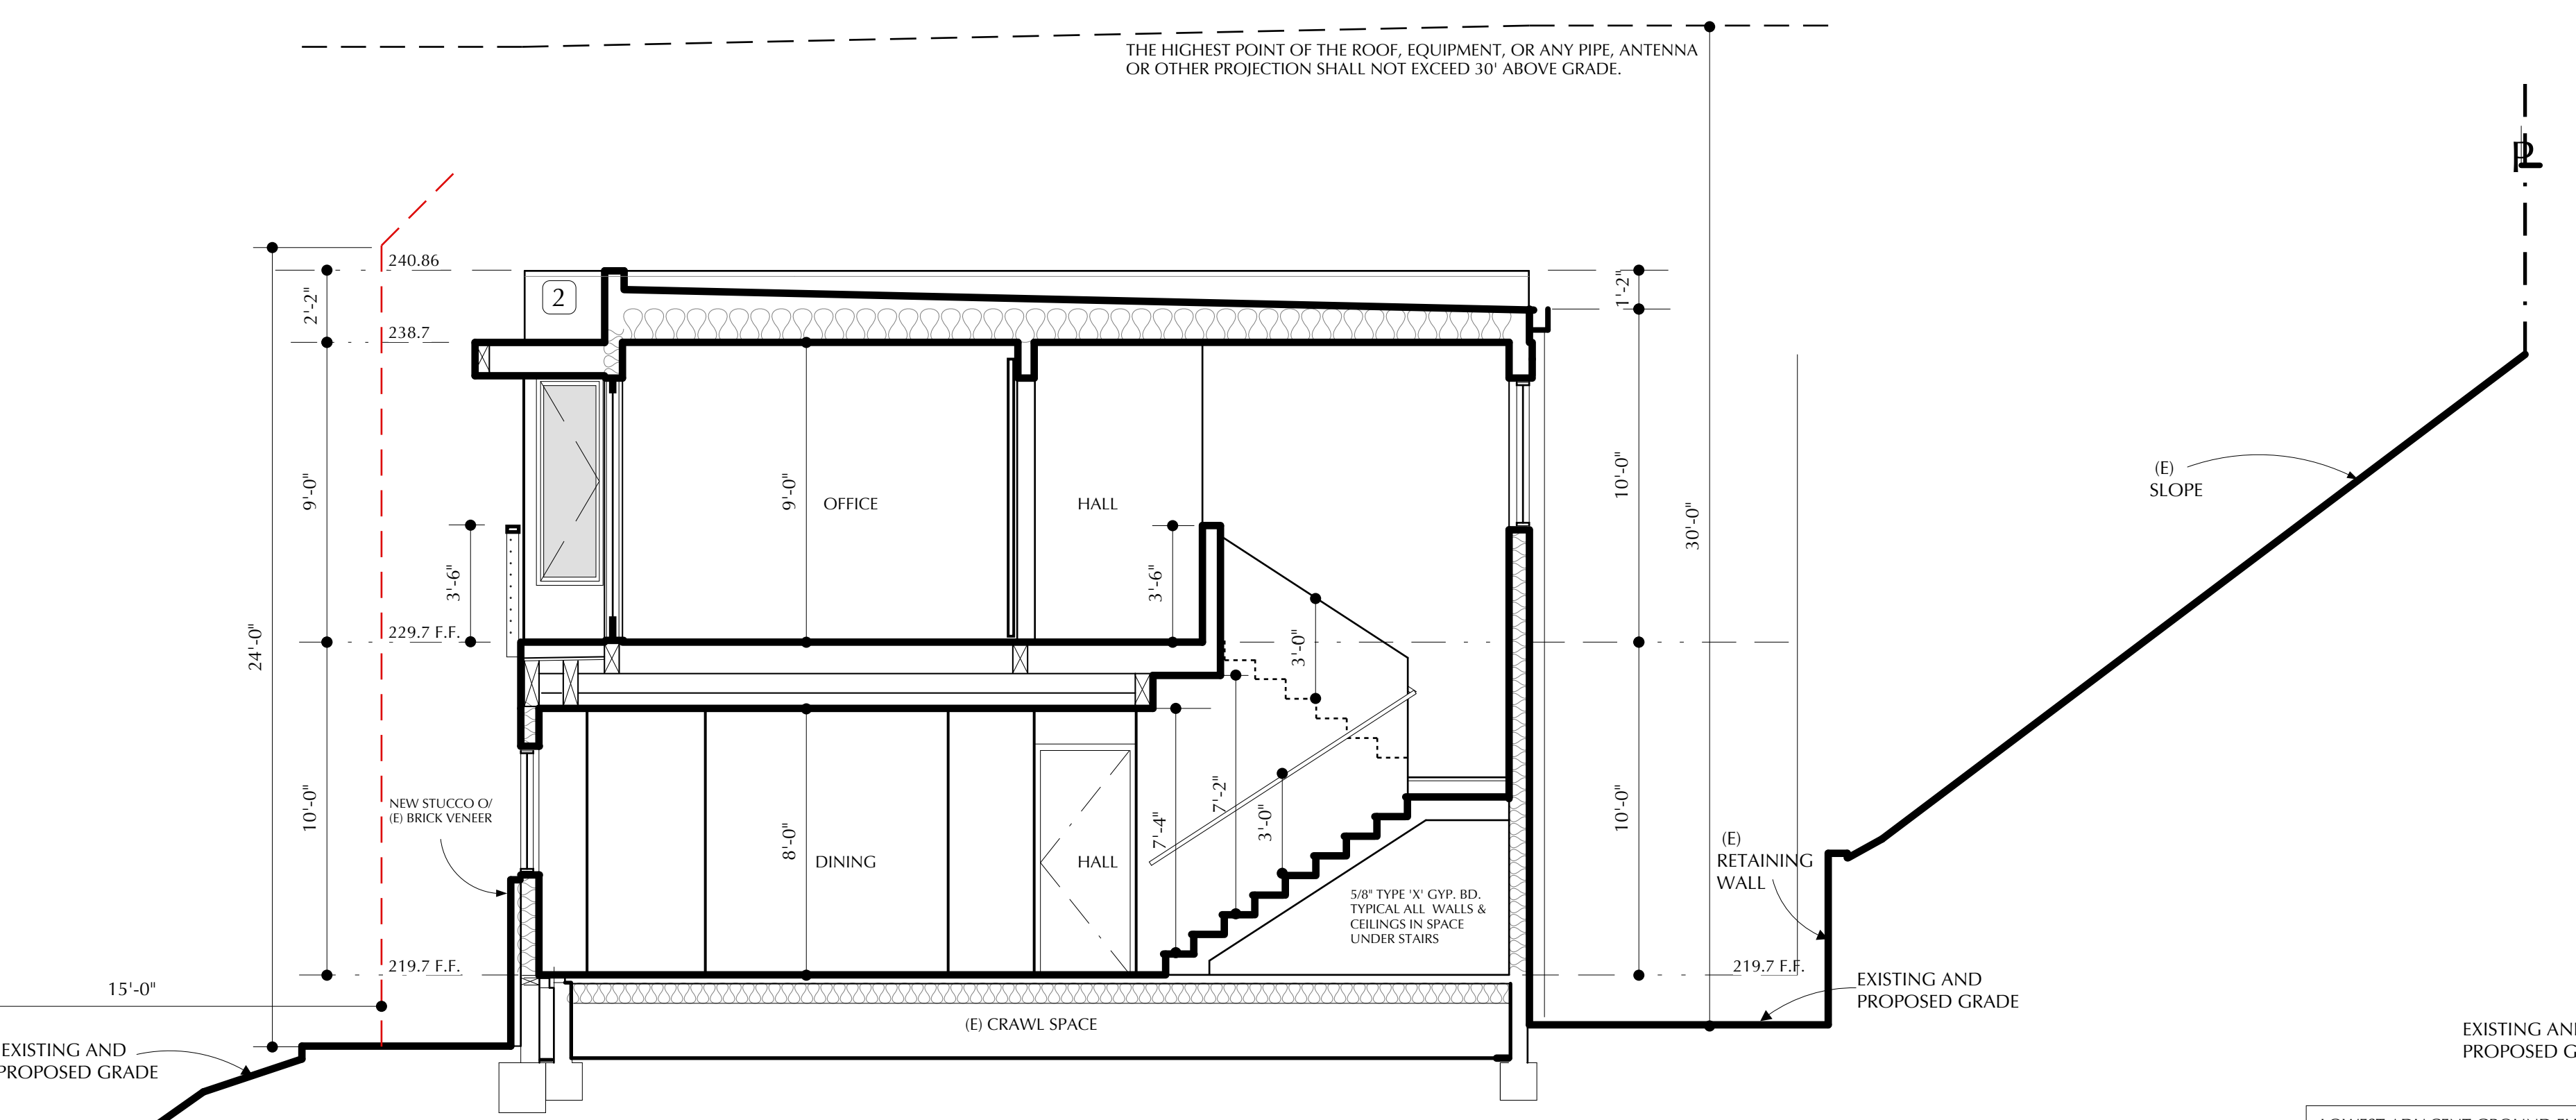 THE HIGHEST POINT OF THE ROOF, EQUIPMENT, OR ANY PIPE, ANTENNA
OR OTHER PROJECTION SHALL NOT EXCEED 30' ABOVE GRADE.
240.86
2
2'-2"
1'-2"
238.7
9'-0"
9'-0"
OFFICE
HALL
10'-0"
30'-0"
(E)
SLOPE
3'-6"
3'-6"
24'-0"
229.7 F.F.
3'-0"
10'-0"
NEW STUCCO O/
(E) BRICK VENEER
8'-0"
DINING
HALL
7'-4"
7'-2"
3'-0"
10'-0"
(E)
RETAINING
WALL
5/8" TYPE 'X' GYP. BD.
TYPICAL ALL WALLS &
CEILINGS IN SPACE
UNDER STAIRS
219.7 F.F.
219.7 F.F.
15'-0"
EXISTING AND
PROPOSED GRADE
(E) CRAWL SPACE
EXISTING AND
PROPOSED GRADE
EXISTING
PROPOSED